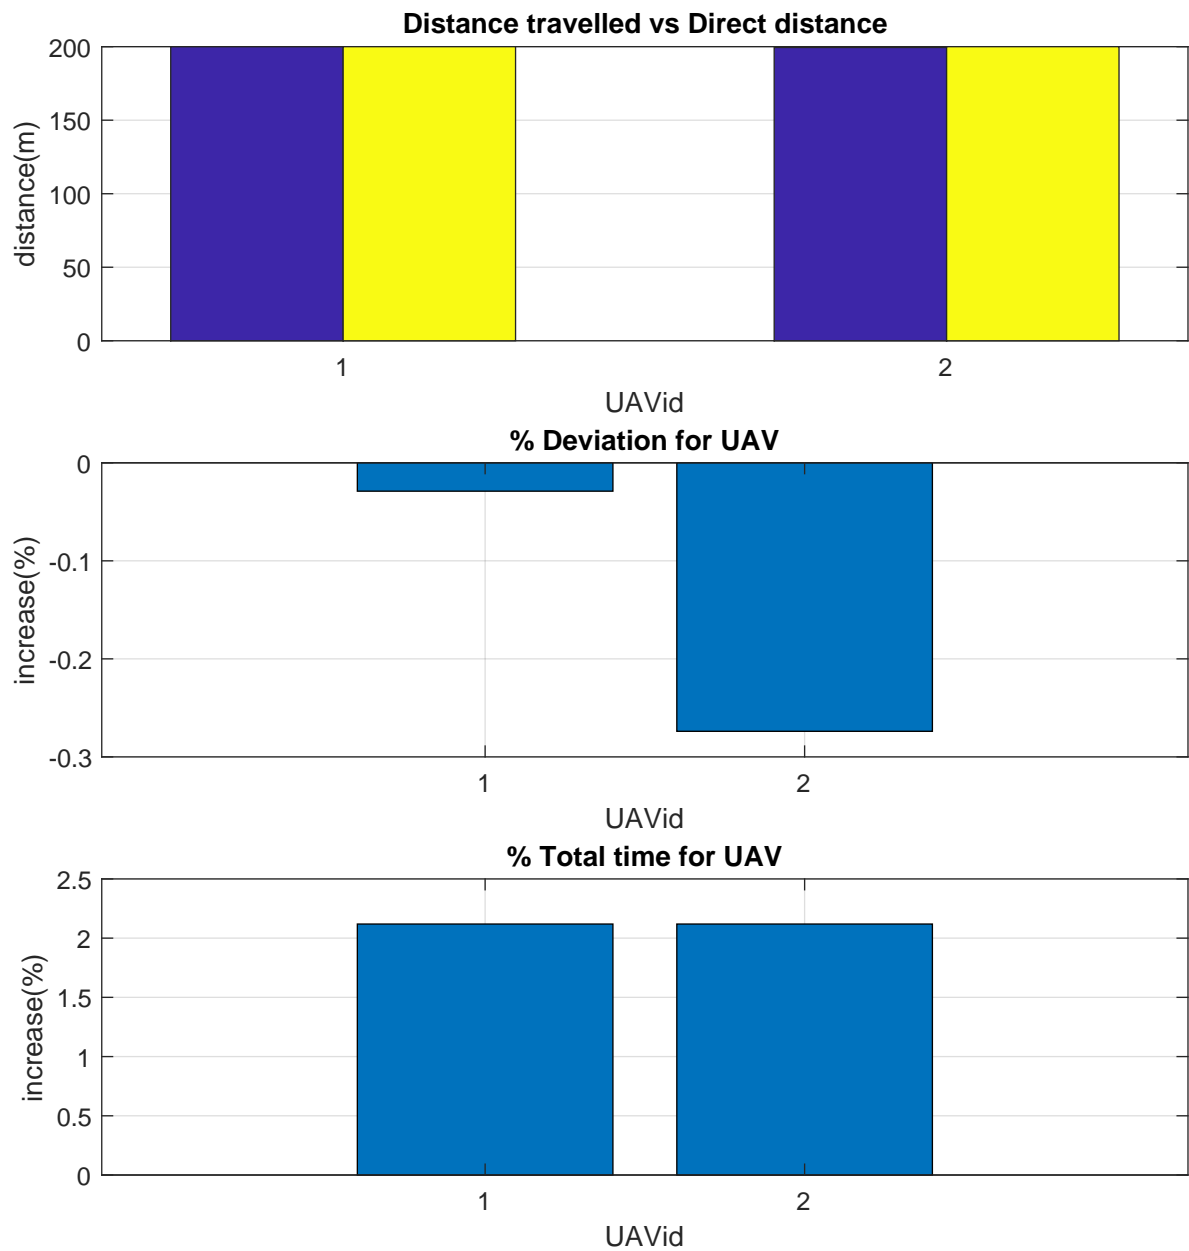 Distance travelled vs Direct distance
200
150
100
50
0
distance(m)
1
2
UAVid
% Deviation for UAV
0
-0.1
-0.2
-0.3
increase(%)
1
2
UAVid
% Total time for UAV
2.5
2
1.5
1
0.5
0
increase(%)
1
2
UAVid